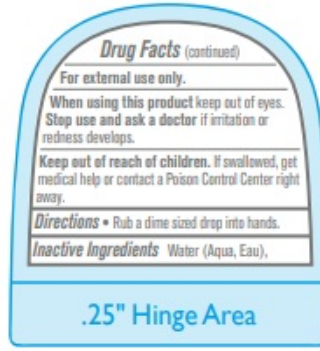 Drug Facts (continued)
For external use only.
When using this product keep out of eyes.
Stop use and ask a doctor if irritation or
redness develops.
Keep out of reach of children. If swallowed, get
medical help or contact a Poison Control Center right
away.
Directions • Rub a dime sized drop into hands.
Inactive Ingredients Water (Aqua, Eau),
.25" Hinge Area